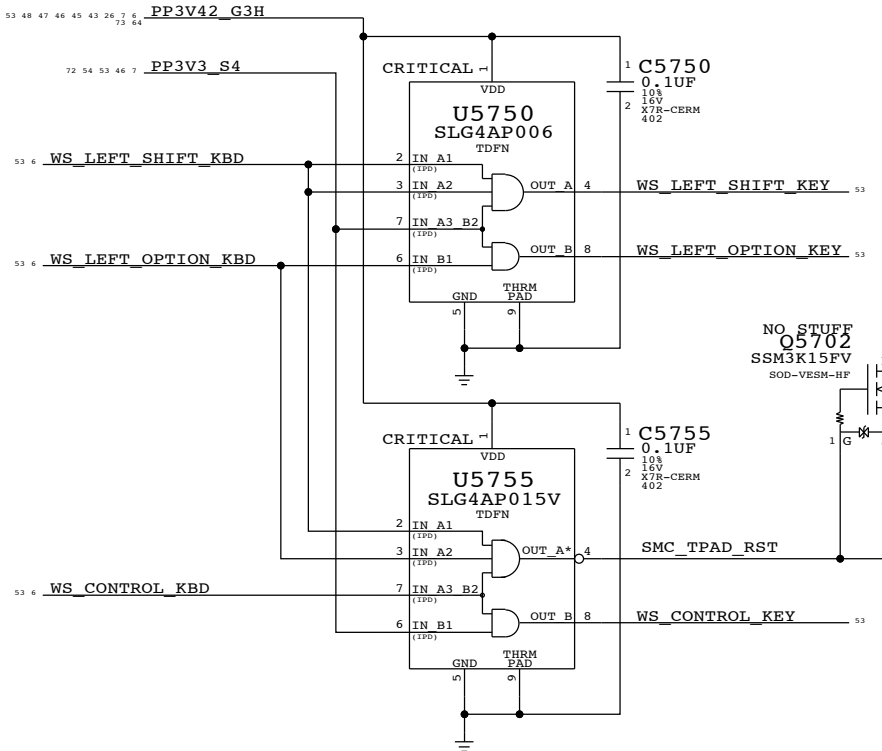 53 48 47 46 45 43 26 7 6 PP3V42_G3H
73 64
72 54 53 46 7 PP3V3_S4
CRITICAL 1
VDD
U5750
SLG4AP006
TDFN
1 C5750
0.1UF
10%
16V
2 X7R-CERM
402
53 6 WS_LEFT_SHIFT_KBD 2 IN_A1
(IPD)
3 IN_A2 OUT_A 4 WS_LEFT_SHIFT_KEY 53
(IPD)
7 IN_A3_B2
(IPD)
OUT_B 8 WS_LEFT_OPTION_KEY 53
53 6 WS_LEFT_OPTION_KBD 6 IN_B1
(IPD)
THRM
GND PAD
5 9
NO STUFF
Q5702
SSM3K15FV
SOD-VESM-HF
1 G
CRITICAL 1
VDD
U5755
SLG4AP015V
TDFN
1 C5755
0.1UF
10%
16V
2 X7R-CERM
402
2 IN_A1
(IPD)
3 IN_A2 OUT_A* 4 SMC_TPAD_RST
(IPD)
53 6 WS_CONTROL_KBD 7 IN_A3_B2
(IPD)
OUT_B 8 WS_CONTROL_KEY 53
6 IN_B1
(IPD)
THRM
GND PAD
5 9